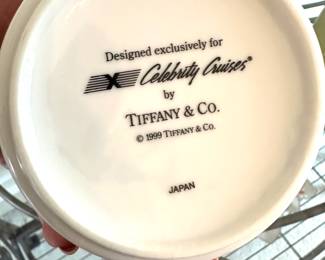 Designed exclusively for
X Celebrity Cruises®
by
TIFFANY & CO.
© 1999 TIFFANY & CO.
JAPAN